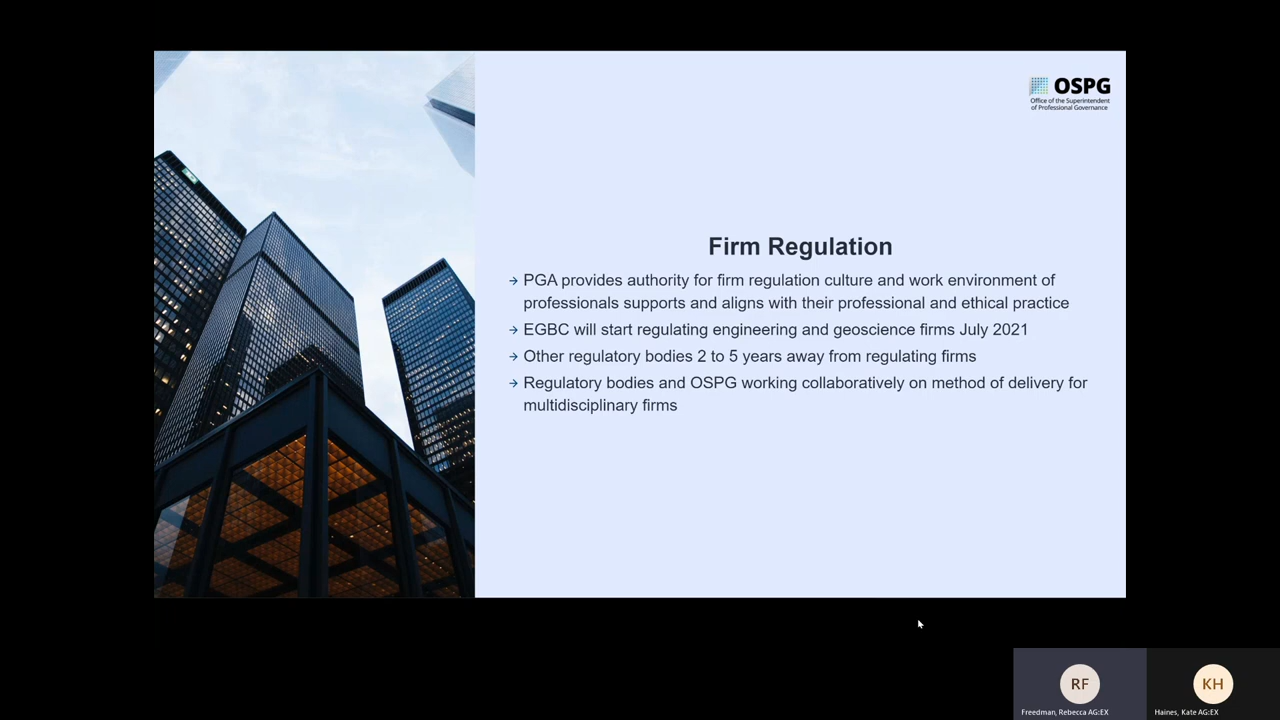 OSPG
Office of the Superintendent
of Professional Governance
Firm Regulation
→ PGA provides authority for firm regulation culture and work environment of
professionals supports and aligns with their professional and ethical practice
→ EGBC will start regulating engineering and geoscience firms July 2021
→ Other regulatory bodies 2 to 5 years away from regulating firms
→ Regulatory bodies and OSPG working collaboratively on method of delivery for
multidisciplinary firms
RF
KH
Freedman, Rebecca AG:EX
Haines, Kate AG:EX